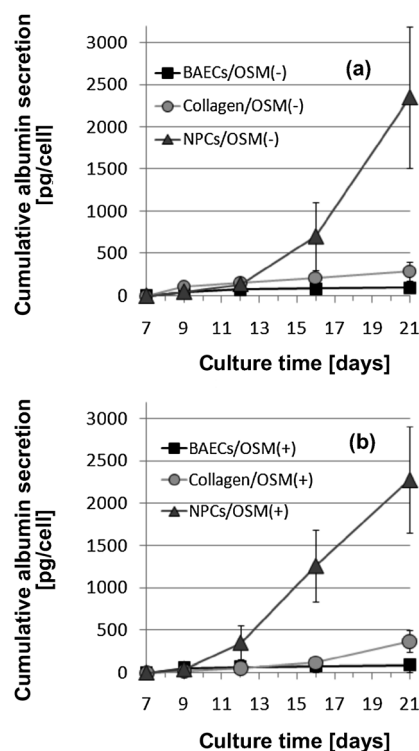 Cumulative albumin secretion
[pg/cell]
3000
2500
2000
1500
1000
500
0
(a)
BAECs/OSM(-)
Collagen/OSM(-)
NPCs/OSM(-)
7 9 11 13 15 17 19 21
Culture time [days]
Cumulative albumin secretion
[pg/cell]
3000
2500
2000
1500
1000
500
0
(b)
BAECs/OSM(+)
Collagen/OSM(+)
NPCs/OSM(+)
7 9 11 13 15 17 19 21
Culture time [days]